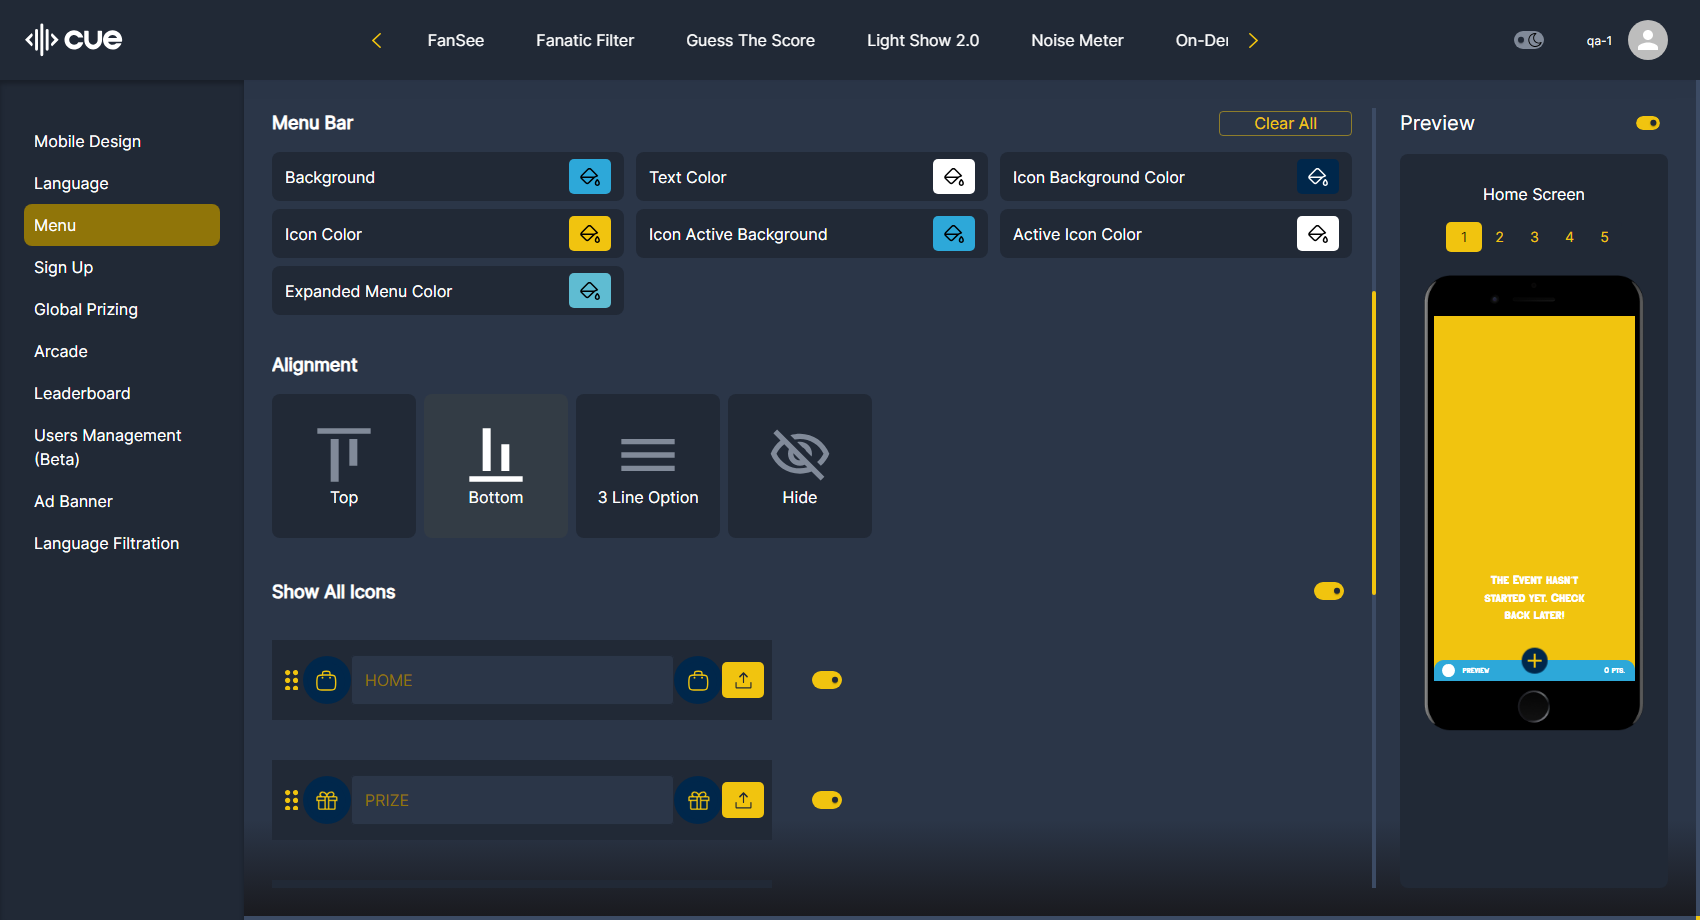 cue
FanSee
Fanatic Filter
Guess The Score
Light Show 2.0
Noise Meter
On-Der
qa-1
Mobile Design
Language
Menu
Sign Up
Global Prizing
Arcade
Leaderboard
Users Management
(Beta)
Ad Banner
Language Filtration
Menu Bar
Clear All
Background
Text Color
Icon Background Color
Icon Color
Icon Active Background
Active Icon Color
Expanded Menu Color
Alignment
Top
Bottom
3 Line Option
Hide
Show All Icons
HOME
PRIZE
Preview
Home Screen
1 2 3 4 5
The Event hasn't
started yet. Check
back later!
PREVIEW
0 PTS.